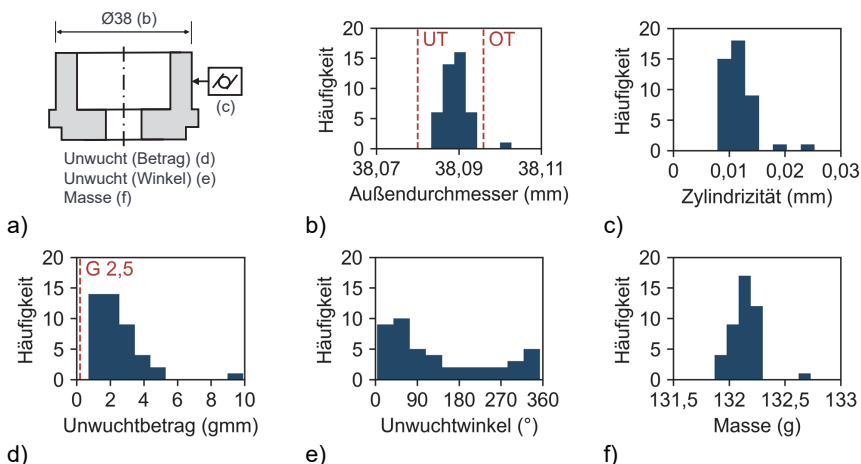 Ø38 (b)
(c)
Unwucht (Betrag) (d)
Unwucht (Winkel) (e)
Masse (f)
a)
Häufigkeit
20
15
10
5
0
UT
OT
38,07
38,09
38,11
Außendurchmesser (mm)
b)
Häufigkeit
20
15
10
5
0
0
0,01
0,02
0,03
Zylindrizität (mm)
c)
Häufigkeit
20
15
10
5
0
G 2,5
0
2
4
6
8
10
Unwuchtbetrag (gmm)
d)
Häufigkeit
20
15
10
5
0
0
90
180
270
360
Unwuchtwinkel (°)
e)
Häufigkeit
20
15
10
5
0
131,5
132
132,5
133
Masse (g)
f)